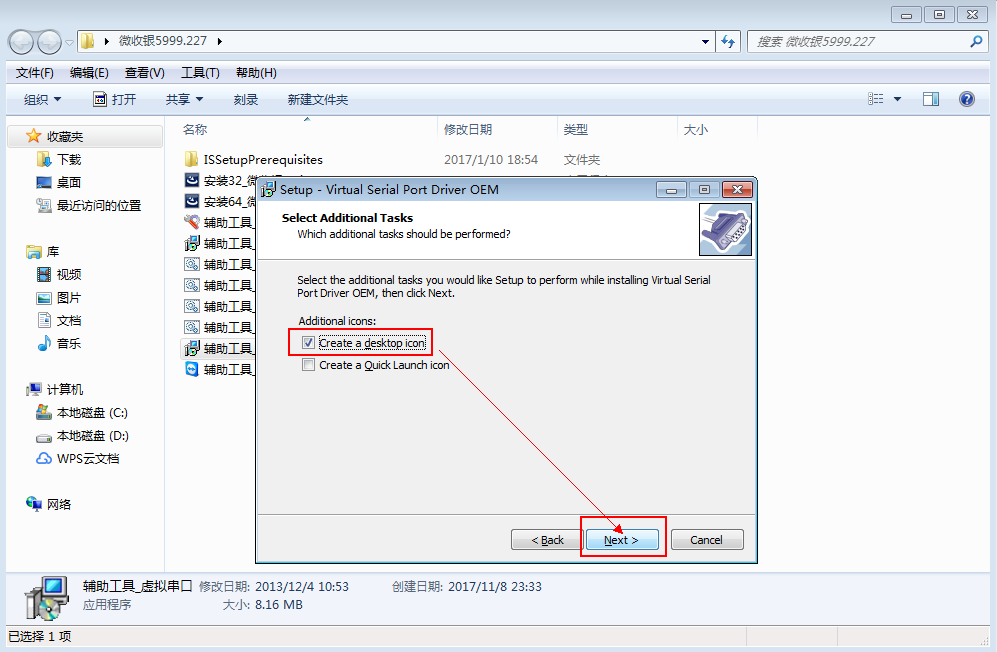 微收银5999.227
搜索 微收银5999.227
文件(F) 编辑(E) 查看(V) 工具(T) 帮助(H)
组织 打开 共享 刻录 新建文件夹
名称 修改日期 类型 大小
收藏夹
下载
桌面
最近访问的位置
库
视频
图片
文档
音乐
计算机
本地磁盘 (C:)
本地磁盘 (D:)
WPS云文档
网络
ISSetupPrerequisites 2017/1/10 18:54 文件夹
安装32_微
安装64_微
辅助工具_
辅助工具_
辅助工具_
辅助工具_
辅助工具_
辅助工具_
辅助工具_
辅助工具_
Setup - Virtual Serial Port Driver OEM
Select Additional Tasks
Which additional tasks should be performed?
Select the additional tasks you would like Setup to perform while installing Virtual Serial
Port Driver OEM, then click Next.
Additional icons:
Create a desktop icon
Create a Quick Launch icon
< Back Next > Cancel
辅助工具_虚拟串口 修改日期: 2013/12/4 10:53 创建日期: 2017/11/8 23:33
应用程序 大小: 8.16 MB
已选择 1 项